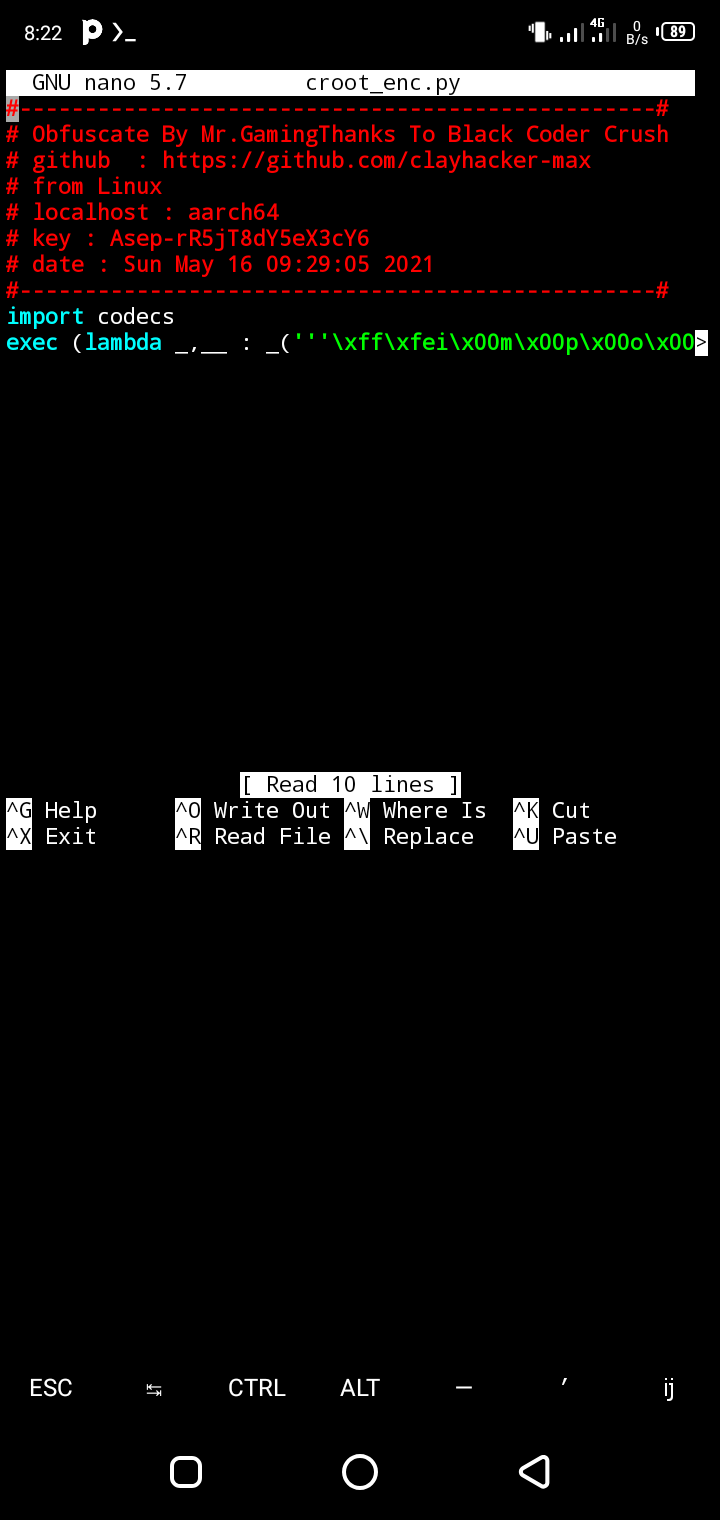 8:22 4G 0 B/s 89
GNU nano 5.7 croot_enc.py
#-------------------------------------------------#
# Obfuscate By Mr.GamingThanks To Black Coder Crush
# github  : https://github.com/clayhacker-max
# from Linux
# localhost : aarch64
# key : Asep-rR5jT8dY5eX3cY6
# date : Sun May 16 09:29:05 2021
#-------------------------------------------------#
import codecs
exec (lambda _,__ : _('''\xff\xfei\x00m\x00p\x00o\x00>
[ Read 10 lines ]
^G Help ^O Write Out ^W Where Is ^K Cut
^X Exit ^R Read File ^\ Replace ^U Paste
ESC ↹ CTRL ALT — ′ ij